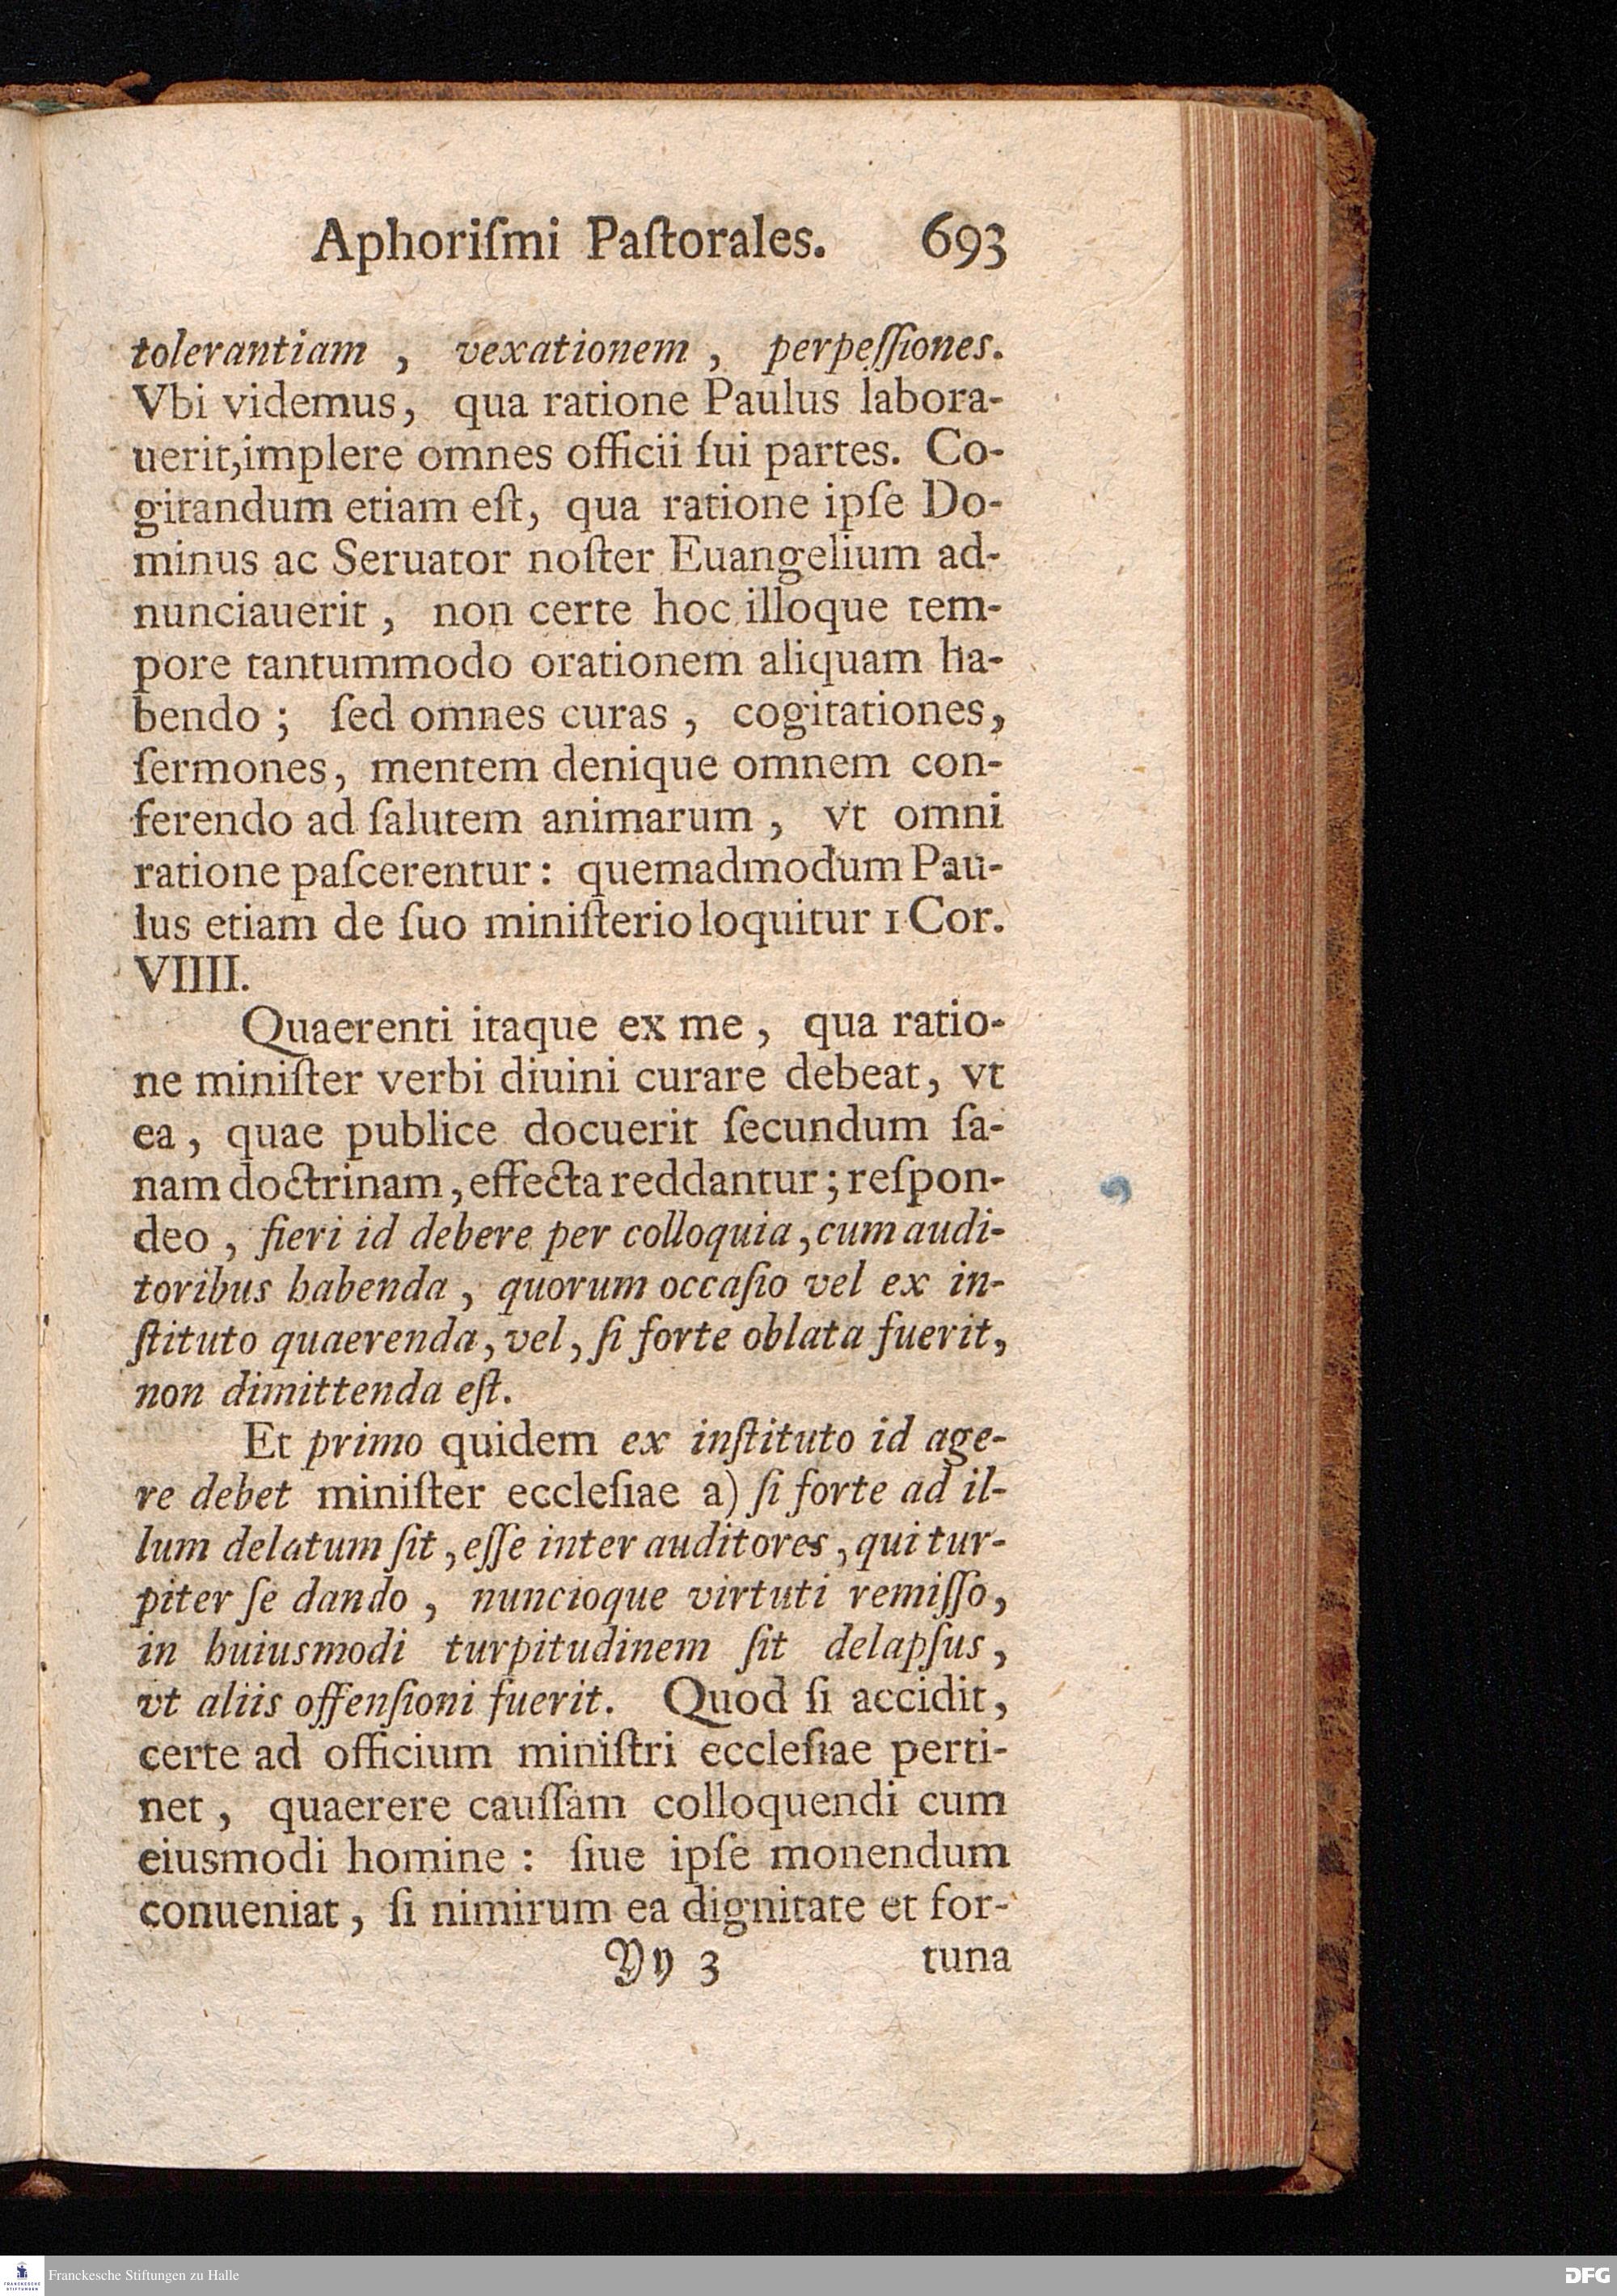 Aphoriſmi Paſtorales. 693
tolerantiam , vexationem , perpeſſiones.
Vbi videmus, qua ratione Paulus labora-
uerit,implere omnes officii ſui partes. Co-
gitandum etiam eſt, qua ratione ipſe Do-
minus ac Seruator noſter Euangelium ad-
nunciauerit , non certe hoc illoque tem-
pore tantummodo orationem aliquam ha-
bendo ; ſed omnes curas , cogitationes,
ſermones, mentem denique omnem con-
ferendo ad ſalutem animarum , vt omni
ratione paſcerentur: quemadmodum Pau-
lus etiam de ſuo miniſterio loquitur 1 Cor.
VIIII.
Quaerenti itaque ex me , qua ratio-
ne miniſter verbi diuini curare debeat, vt
ea , quae publice docuerit ſecundum ſa-
nam doctrinam, effecta reddantur; reſpon-
deo , fieri id debere per colloquia, cum audi-
toribus habenda , quorum occaſio vel ex in-
ſtituto quaerenda, vel, ſi forte oblata fuerit,
non dimittenda eſt.
Et primo quidem ex inſtituto id age-
re debet miniſter eccleſiae a) ſi forte ad il-
lum delatum ſit, eſſe inter auditores, qui tur-
piter ſe dando , nuncioque virtuti remiſſo,
in huiusmodi turpitudinem ſit delapſus,
vt aliis offenſioni fuerit. Quod ſi accidit,
certe ad officium miniſtri eccleſiae perti-
net , quaerere cauſſam colloquendi cum
eiusmodi homine : ſiue ipſe monendum
conueniat, ſi nimirum ea dignitate et for-
Yy 3 tuna
FRANCKESCHE
STIFTUNGEN
Franckesche Stiftungen zu Halle
DFG